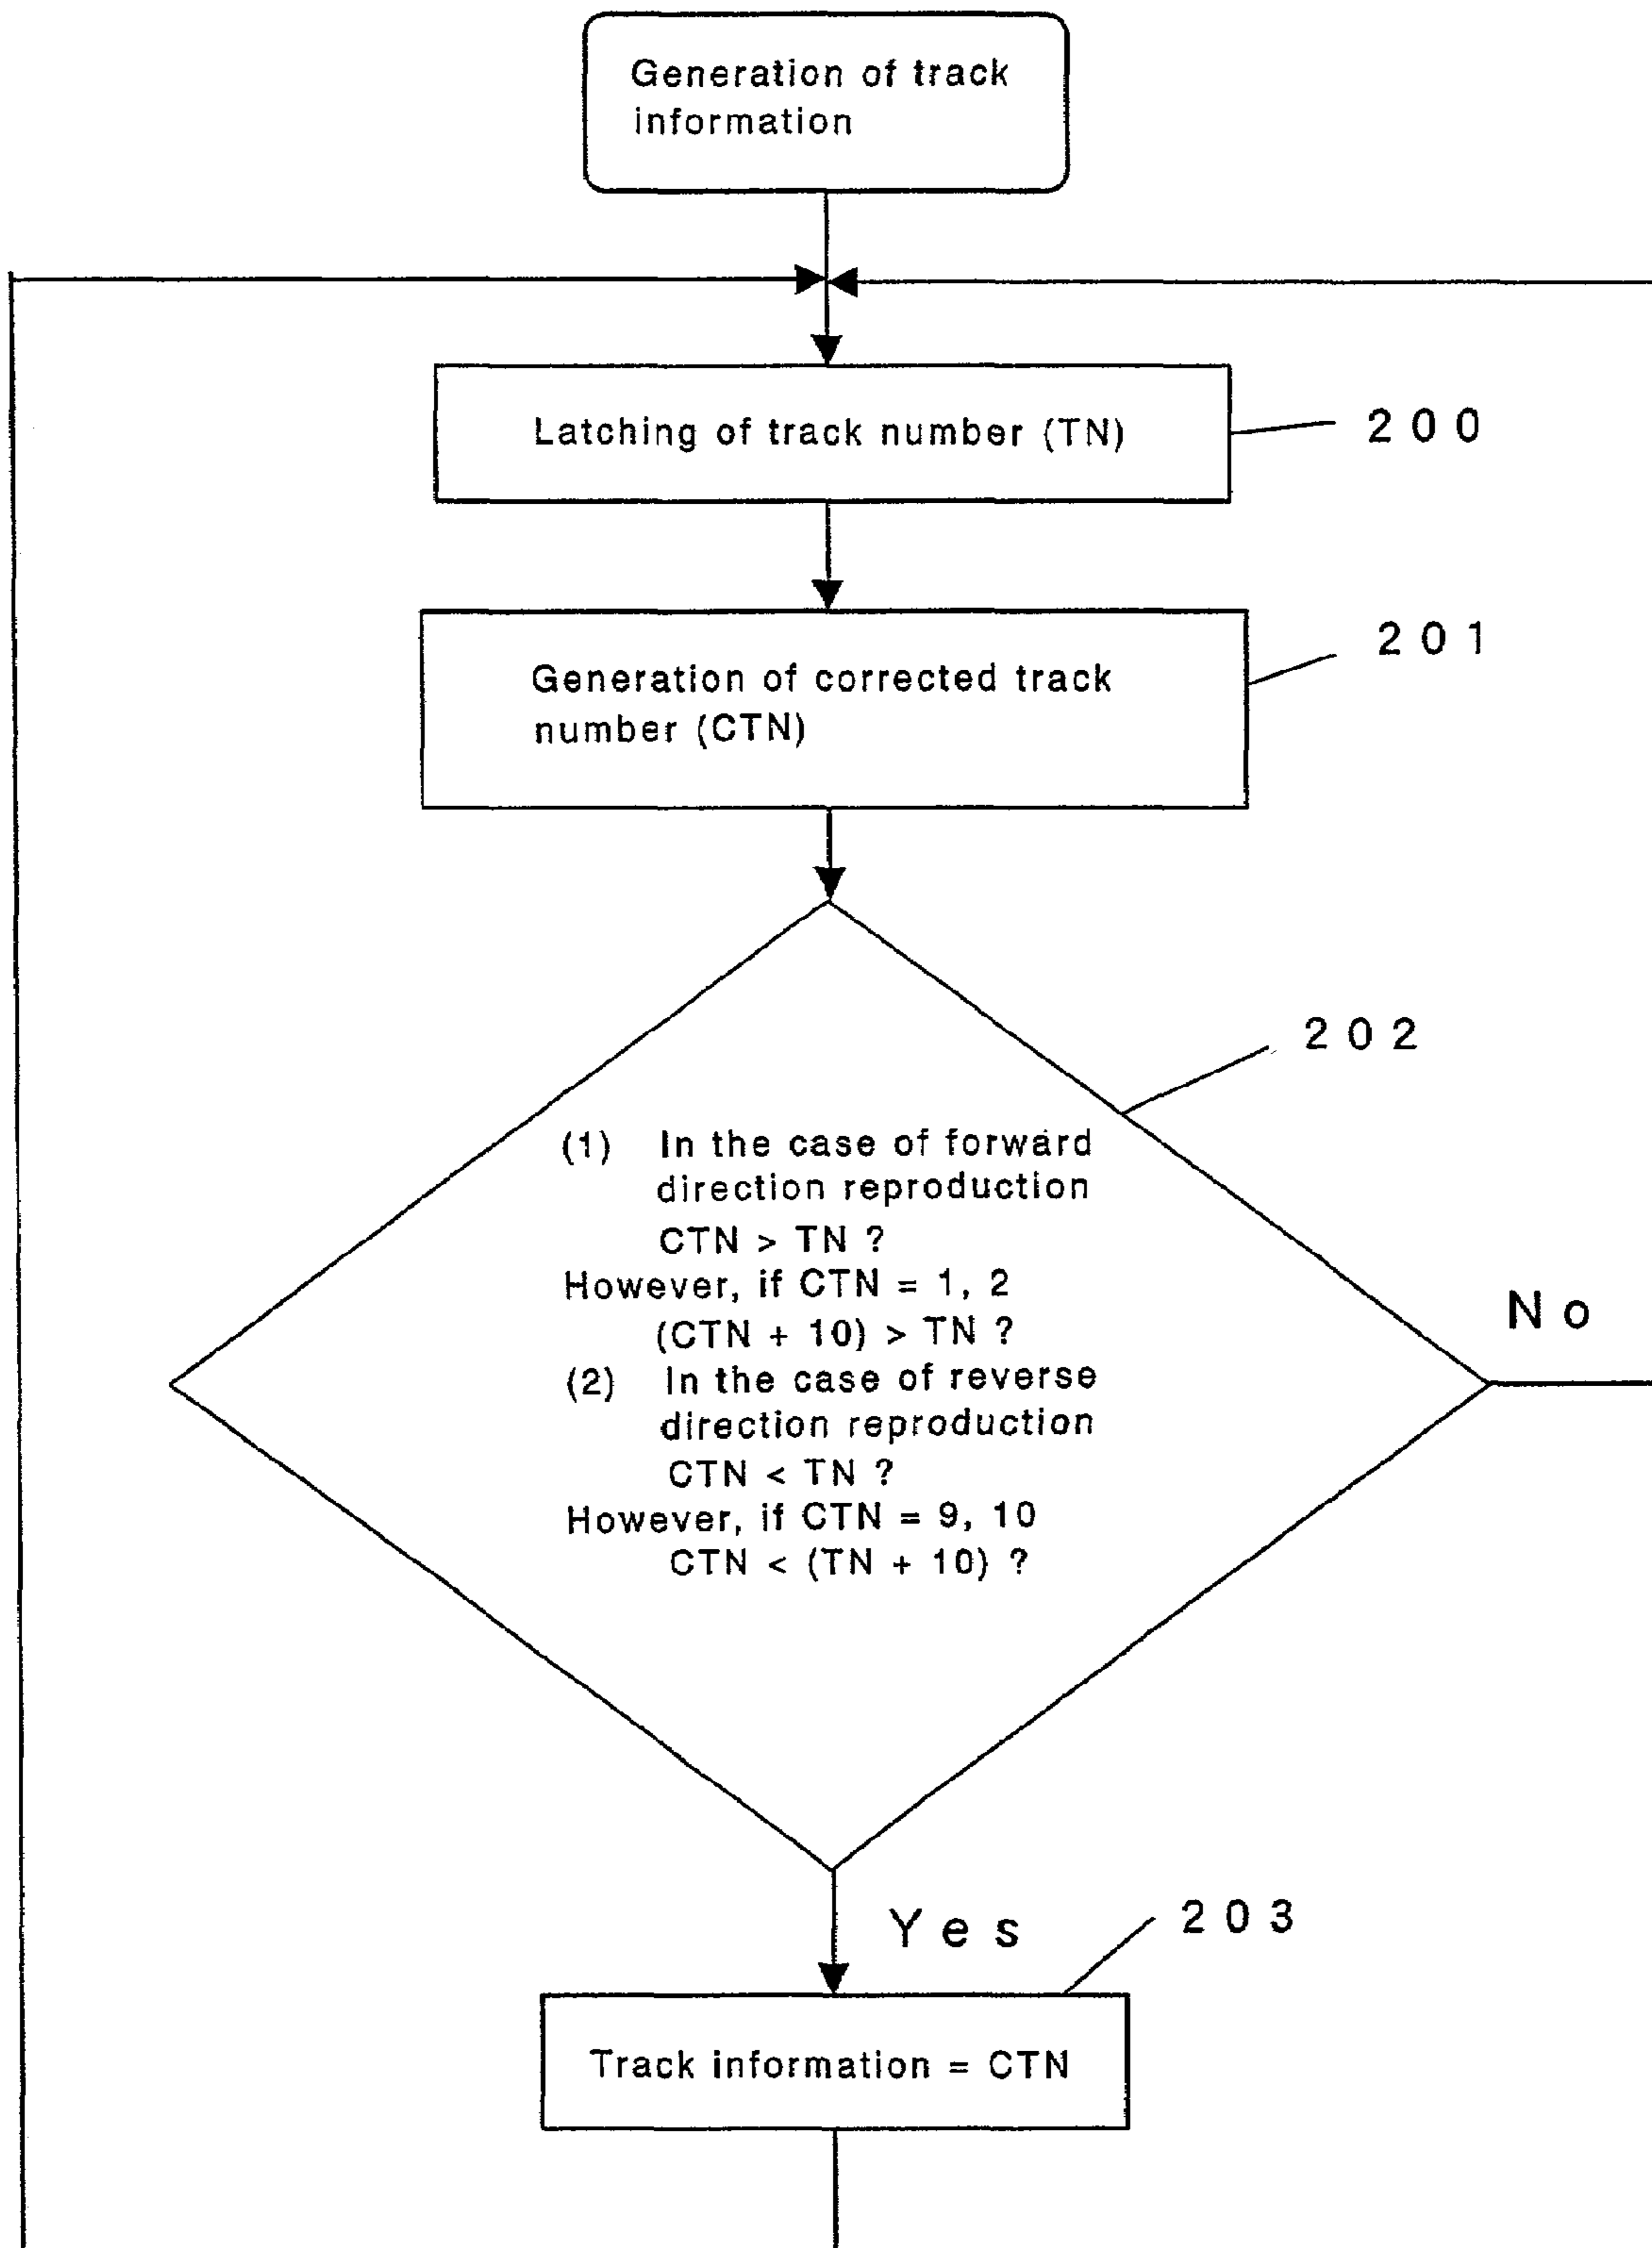 Generation of track
information
Latching of track number (TN)
200
Generation of corrected track
number (CTN)
201
202
(1) In the case of forward
direction reproduction
CTN > TN ?
However, if CTN = 1, 2
(CTN + 10) > TN ?
(2) In the case of reverse
direction reproduction
CTN < TN ?
However, if CTN = 9, 10
CTN < (TN + 10) ?
No
Yes
203
Track information = CTN